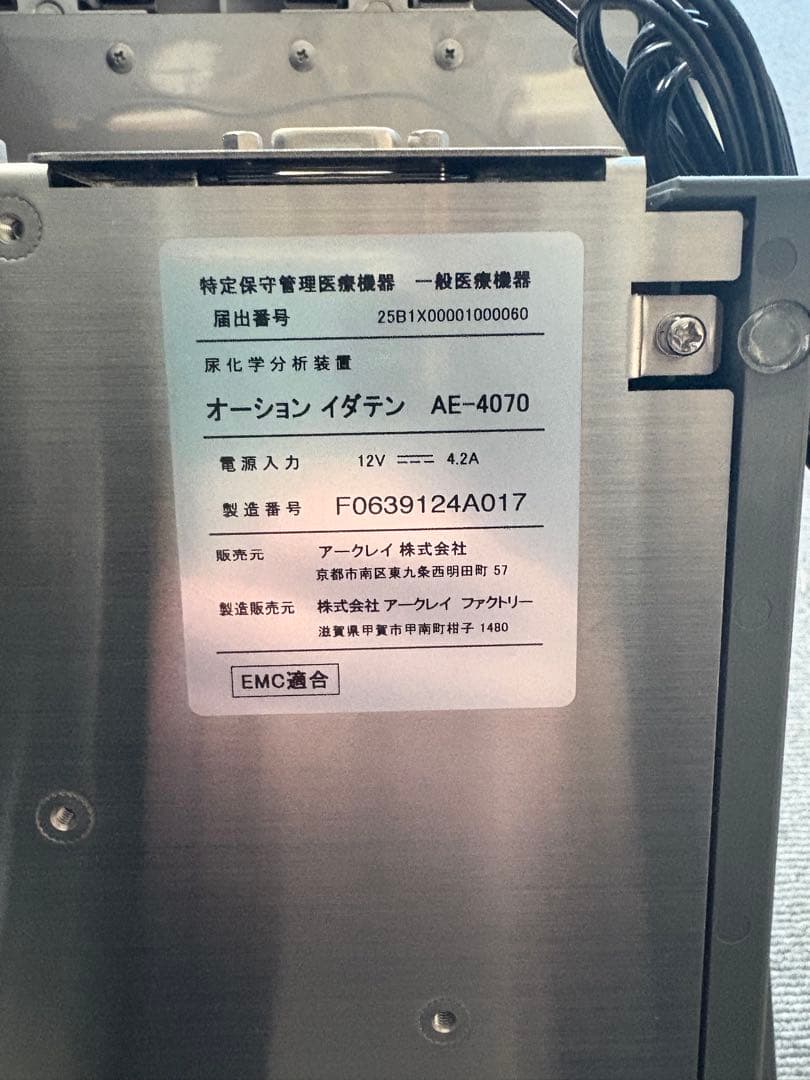 特定保守管理医療機器 一般医療機器
届出番号 25B1X00001000060
尿化学分析装置
オーション イダテン AE-4070
電源入力 12V ⎓ 4.2A
製造番号 F0639124A017
販売元 アークレイ 株式会社
京都市南区東九条西明田町 57
製造販売元 株式会社 アークレイ ファクトリー
滋賀県甲賀市甲南町柑子 1480
EMC適合